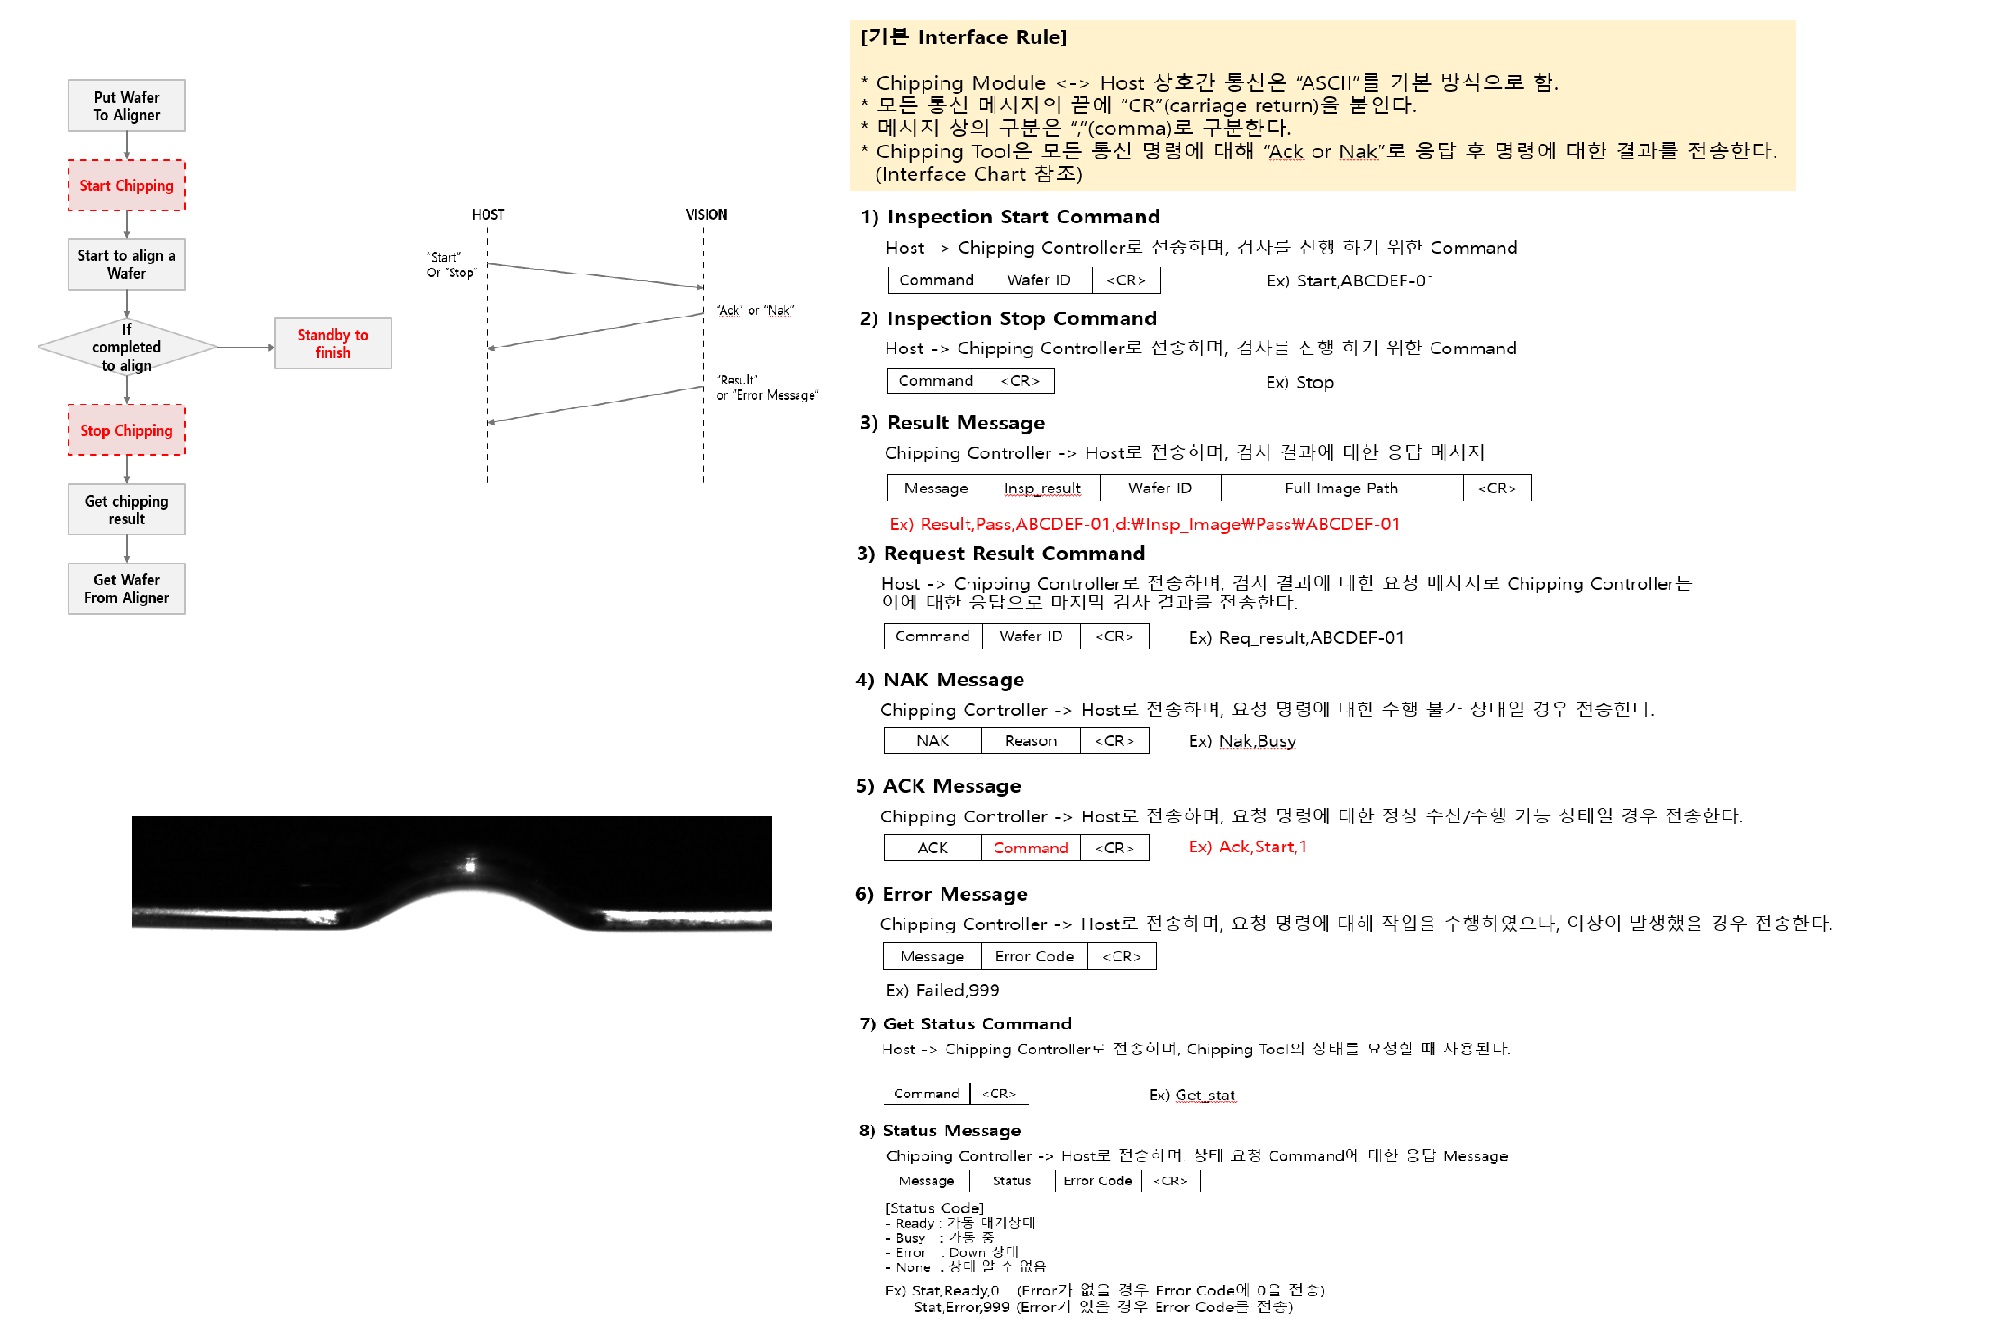 Put Wafer
To Aligner
Start Chipping
Start to align a
Wafer
If
completed
to align
Standby to
finish
Stop Chipping
Get chipping
result
Get Wafer
From Aligner
HOST
VISION
"Start"
Or "Stop"
"Ack" or "Nak"
"Result"
or "Error Message"
[기본 Interface Rule]
* Chipping Module <-> Host 상호간 통신은 “ASCII”를 기본 방식으로 함.
* 모든 통신 메시지의 끝에 “CR”(carriage return)을 붙인다.
* 메시지 상의 구분은 “,”(comma)로 구분한다.
* Chipping Tool은 모든 통신 명령에 대해 “Ack or Nak”로 응답 후 명령에 대한 결과를 전송한다.
(Interface Chart 참조)
1) Inspection Start Command
Host -> Chipping Controller로 전송하며, 검사를 진행 하기 위한 Command
Command Wafer ID <CR> Ex) Start,ABCDEF-01
2) Inspection Stop Command
Host -> Chipping Controller로 전송하며, 검사를 진행 하기 위한 Command
Command <CR> Ex) Stop
3) Result Message
Chipping Controller -> Host로 전송하며, 검사 결과에 대한 응답 메시지
Message Insp_result Wafer ID Full Image Path <CR>
Ex) Result,Pass,ABCDEF-01,d:₩Insp_Image₩Pass₩ABCDEF-01
3) Request Result Command
Host -> Chipping Controller로 전송하며, 검사 결과에 대한 요청 메시지로 Chipping Controller는
이에 대한 응답으로 마지막 검사 결과를 전송한다.
Command Wafer ID <CR> Ex) Req_result,ABCDEF-01
4) NAK Message
Chipping Controller -> Host로 전송하며, 요청 명령에 대한 수행 불가 상태일 경우 전송한다.
NAK Reason <CR> Ex) Nak,Busy
5) ACK Message
Chipping Controller -> Host로 전송하며, 요청 명령에 대한 정상 수신/수행 가능 상태일 경우 전송한다.
ACK Command <CR> Ex) Ack,Start,1
6) Error Message
Chipping Controller -> Host로 전송하며, 요청 명령에 대해 작업을 수행하였으나, 이상이 발생했을 경우 전송한다.
Message Error Code <CR>
Ex) Failed,999
7) Get Status Command
Host -> Chipping Controller로 전송하며, Chipping Tool의 상태를 요청할 때 사용된다.
Command <CR> Ex) Get_stat
8) Status Message
Chipping Controller -> Host로 전송하며, 상태 요청 Command에 대한 응답 Message
Message Status Error Code <CR>
[Status Code]
- Ready : 가동 대기상태
- Busy : 가동 중
- Error : Down 상태
- None : 상태 알 수 없음
Ex) Stat,Ready,0 (Error가 없을 경우 Error Code에 0을 전송)
Stat,Error,999 (Error가 있을 경우 Error Code를 전송)